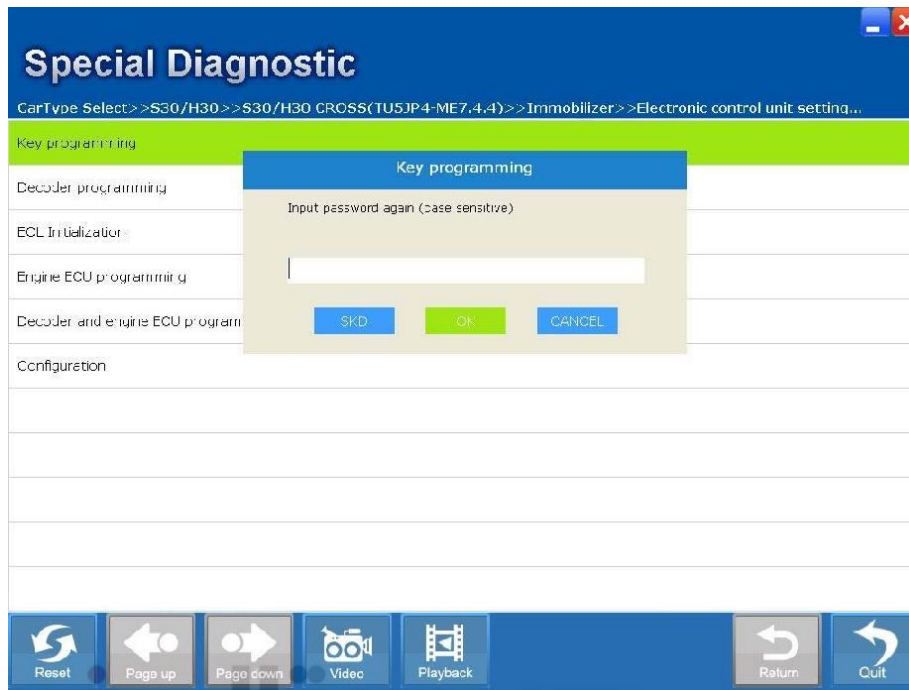 Special Diagnostic
CarType Select>>S30/H30>>S30/H30 CROSS(TU5JP4-ME7.4.4)>>Immobilizer>>Electronic control unit setting...
Key programming
Key programming
Decoder programming
Input password again (case sensitive)
ECL Initialization
Engine ECU programming
Decoder and engine ECU program
SKD
OK
CANCEL
Configuration
Reset
Page up
Page down
Video
Playback
Return
Quit